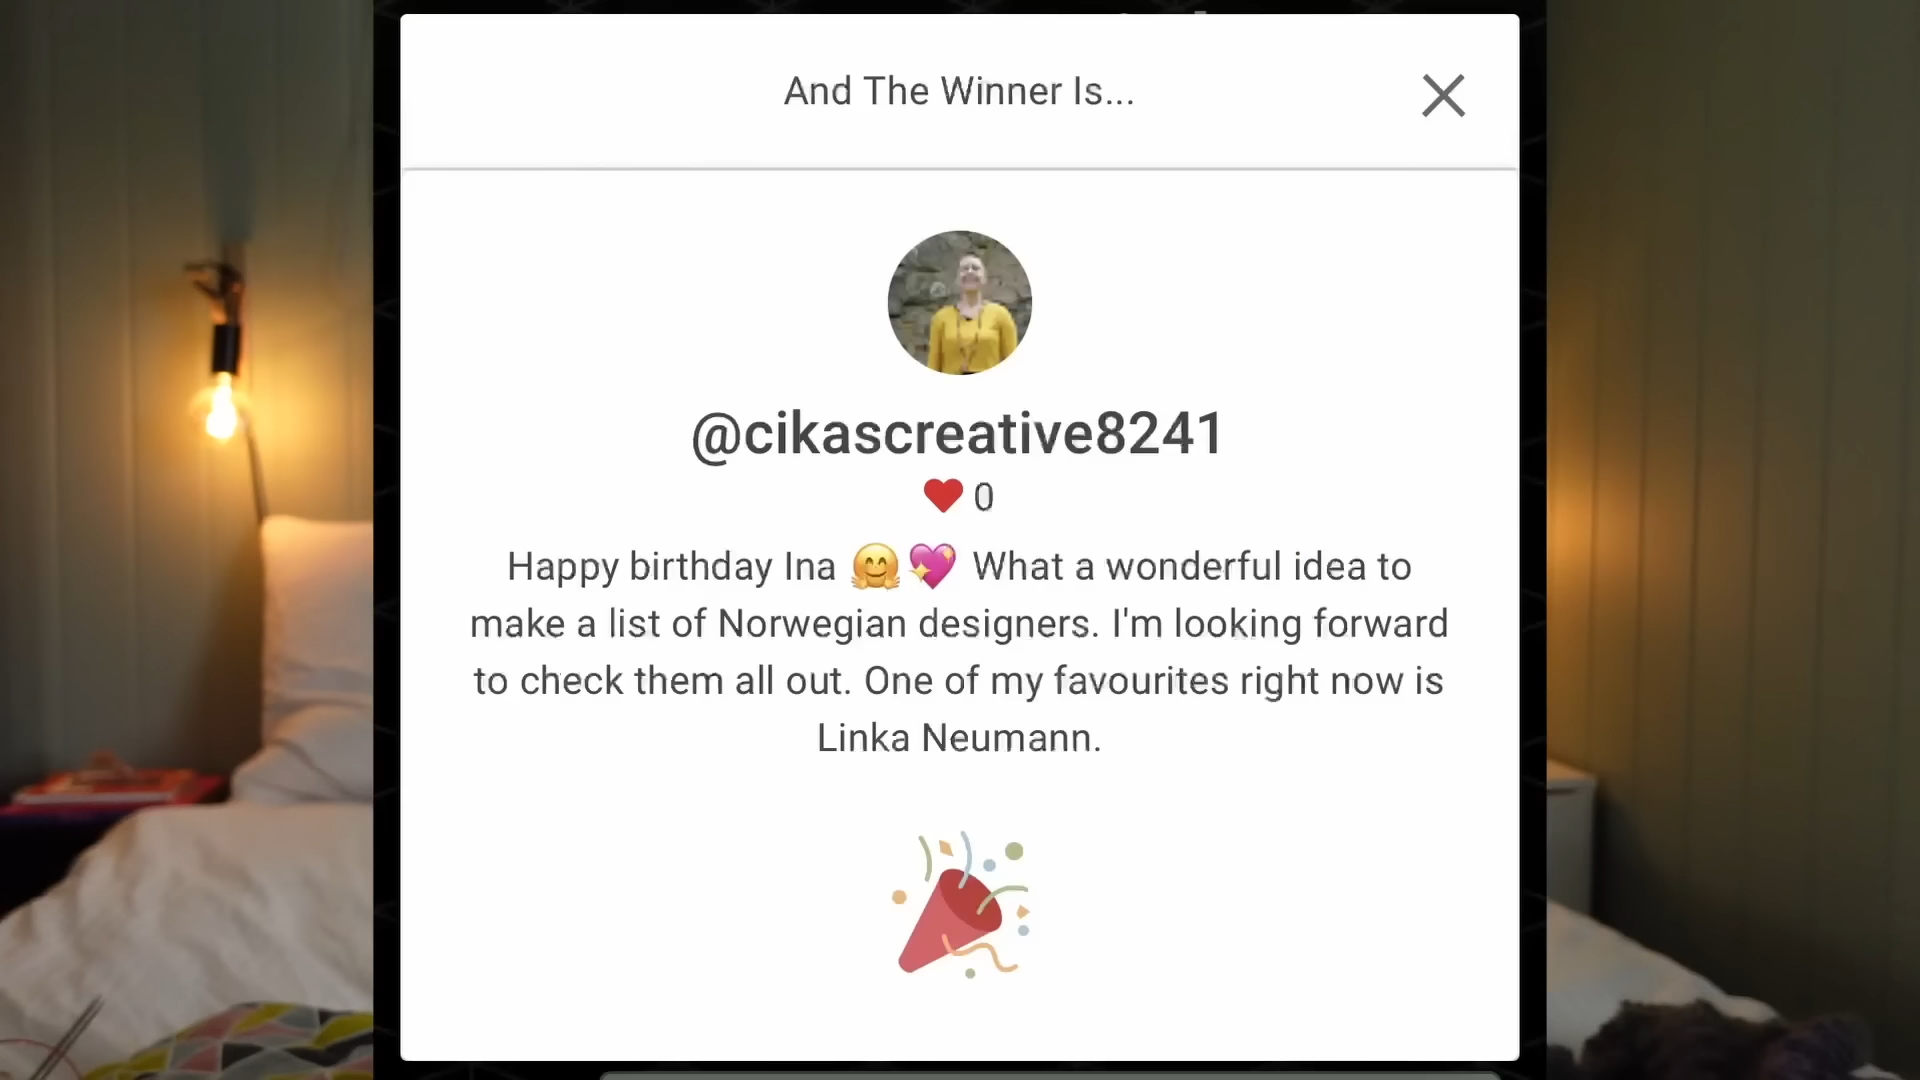 And The Winner Is...
@cikascreative8241
❤ 0
Happy birthday Ina 🤗💖 What a wonderful idea to
make a list of Norwegian designers. I'm looking forward
to check them all out. One of my favourites right now is
Linka Neumann.